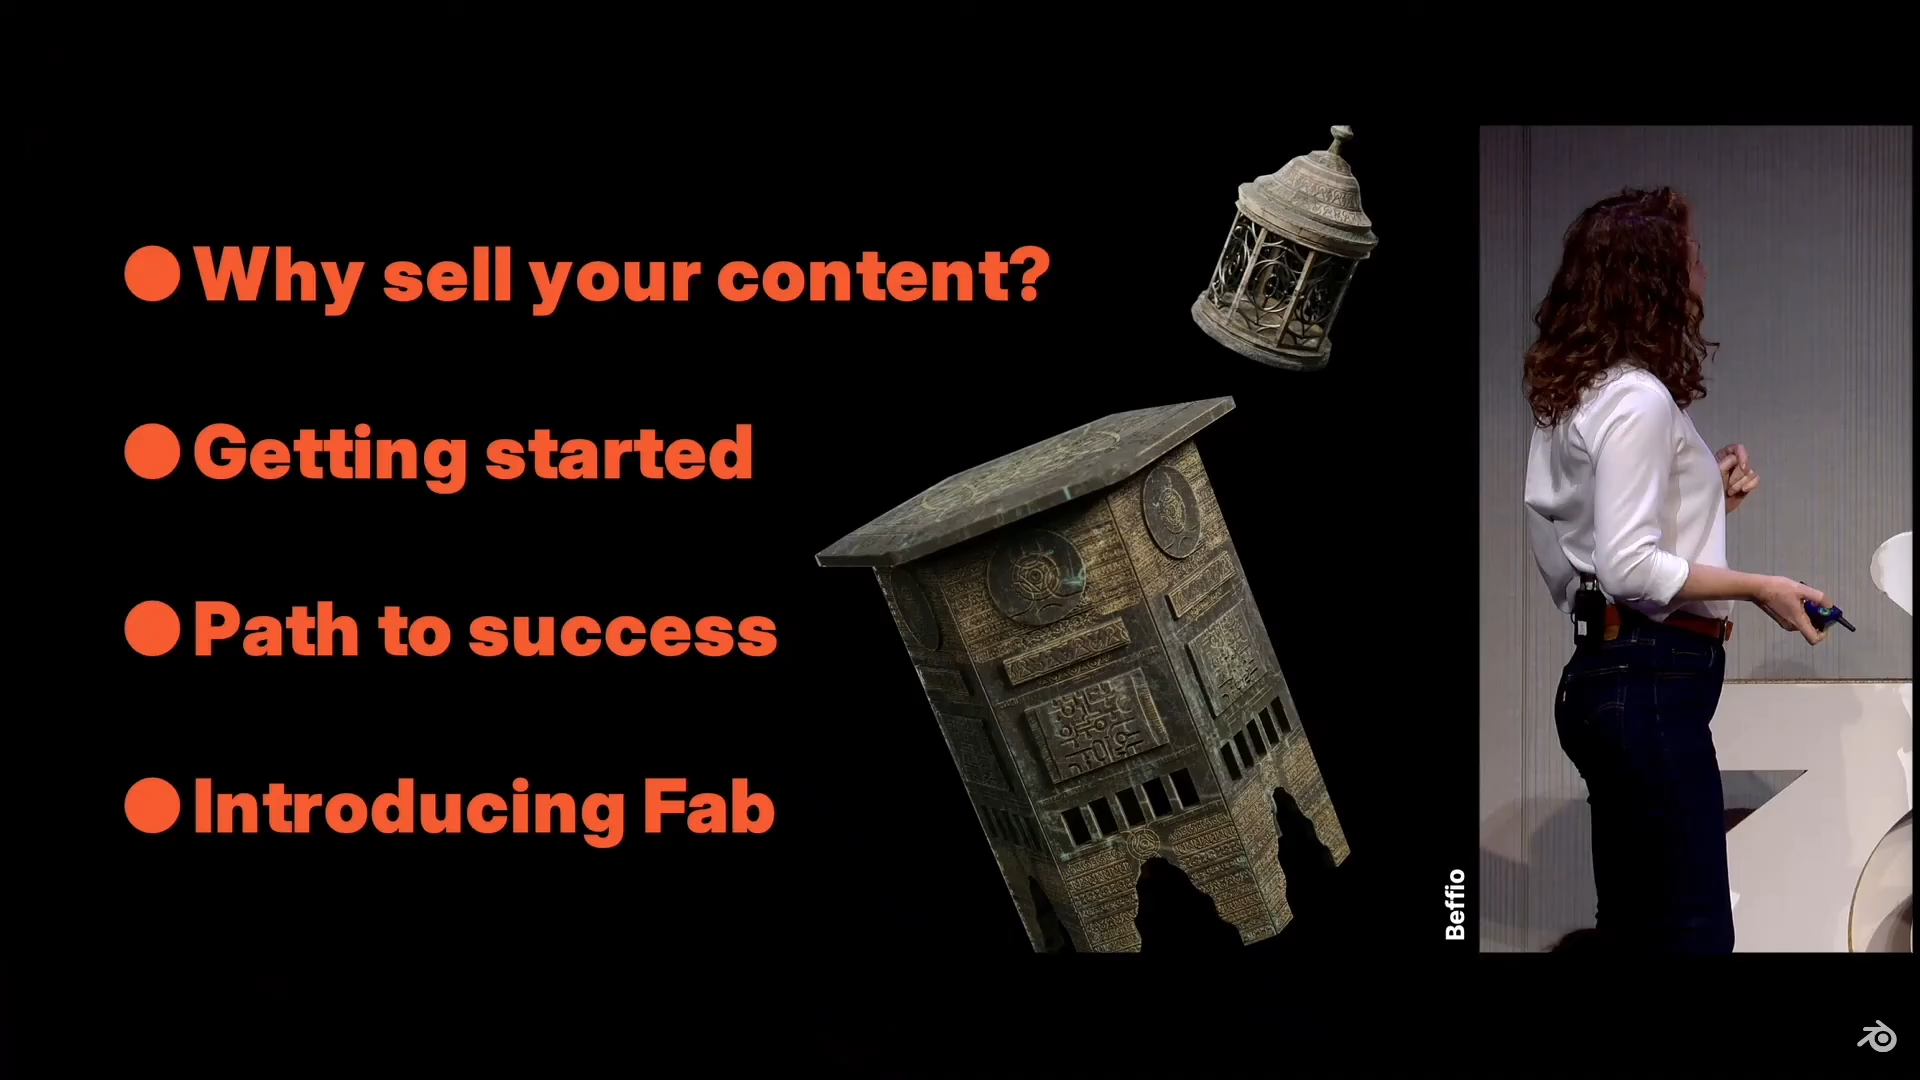 Why sell your content?
Getting started
Path to success
Introducing Fab
Beffio